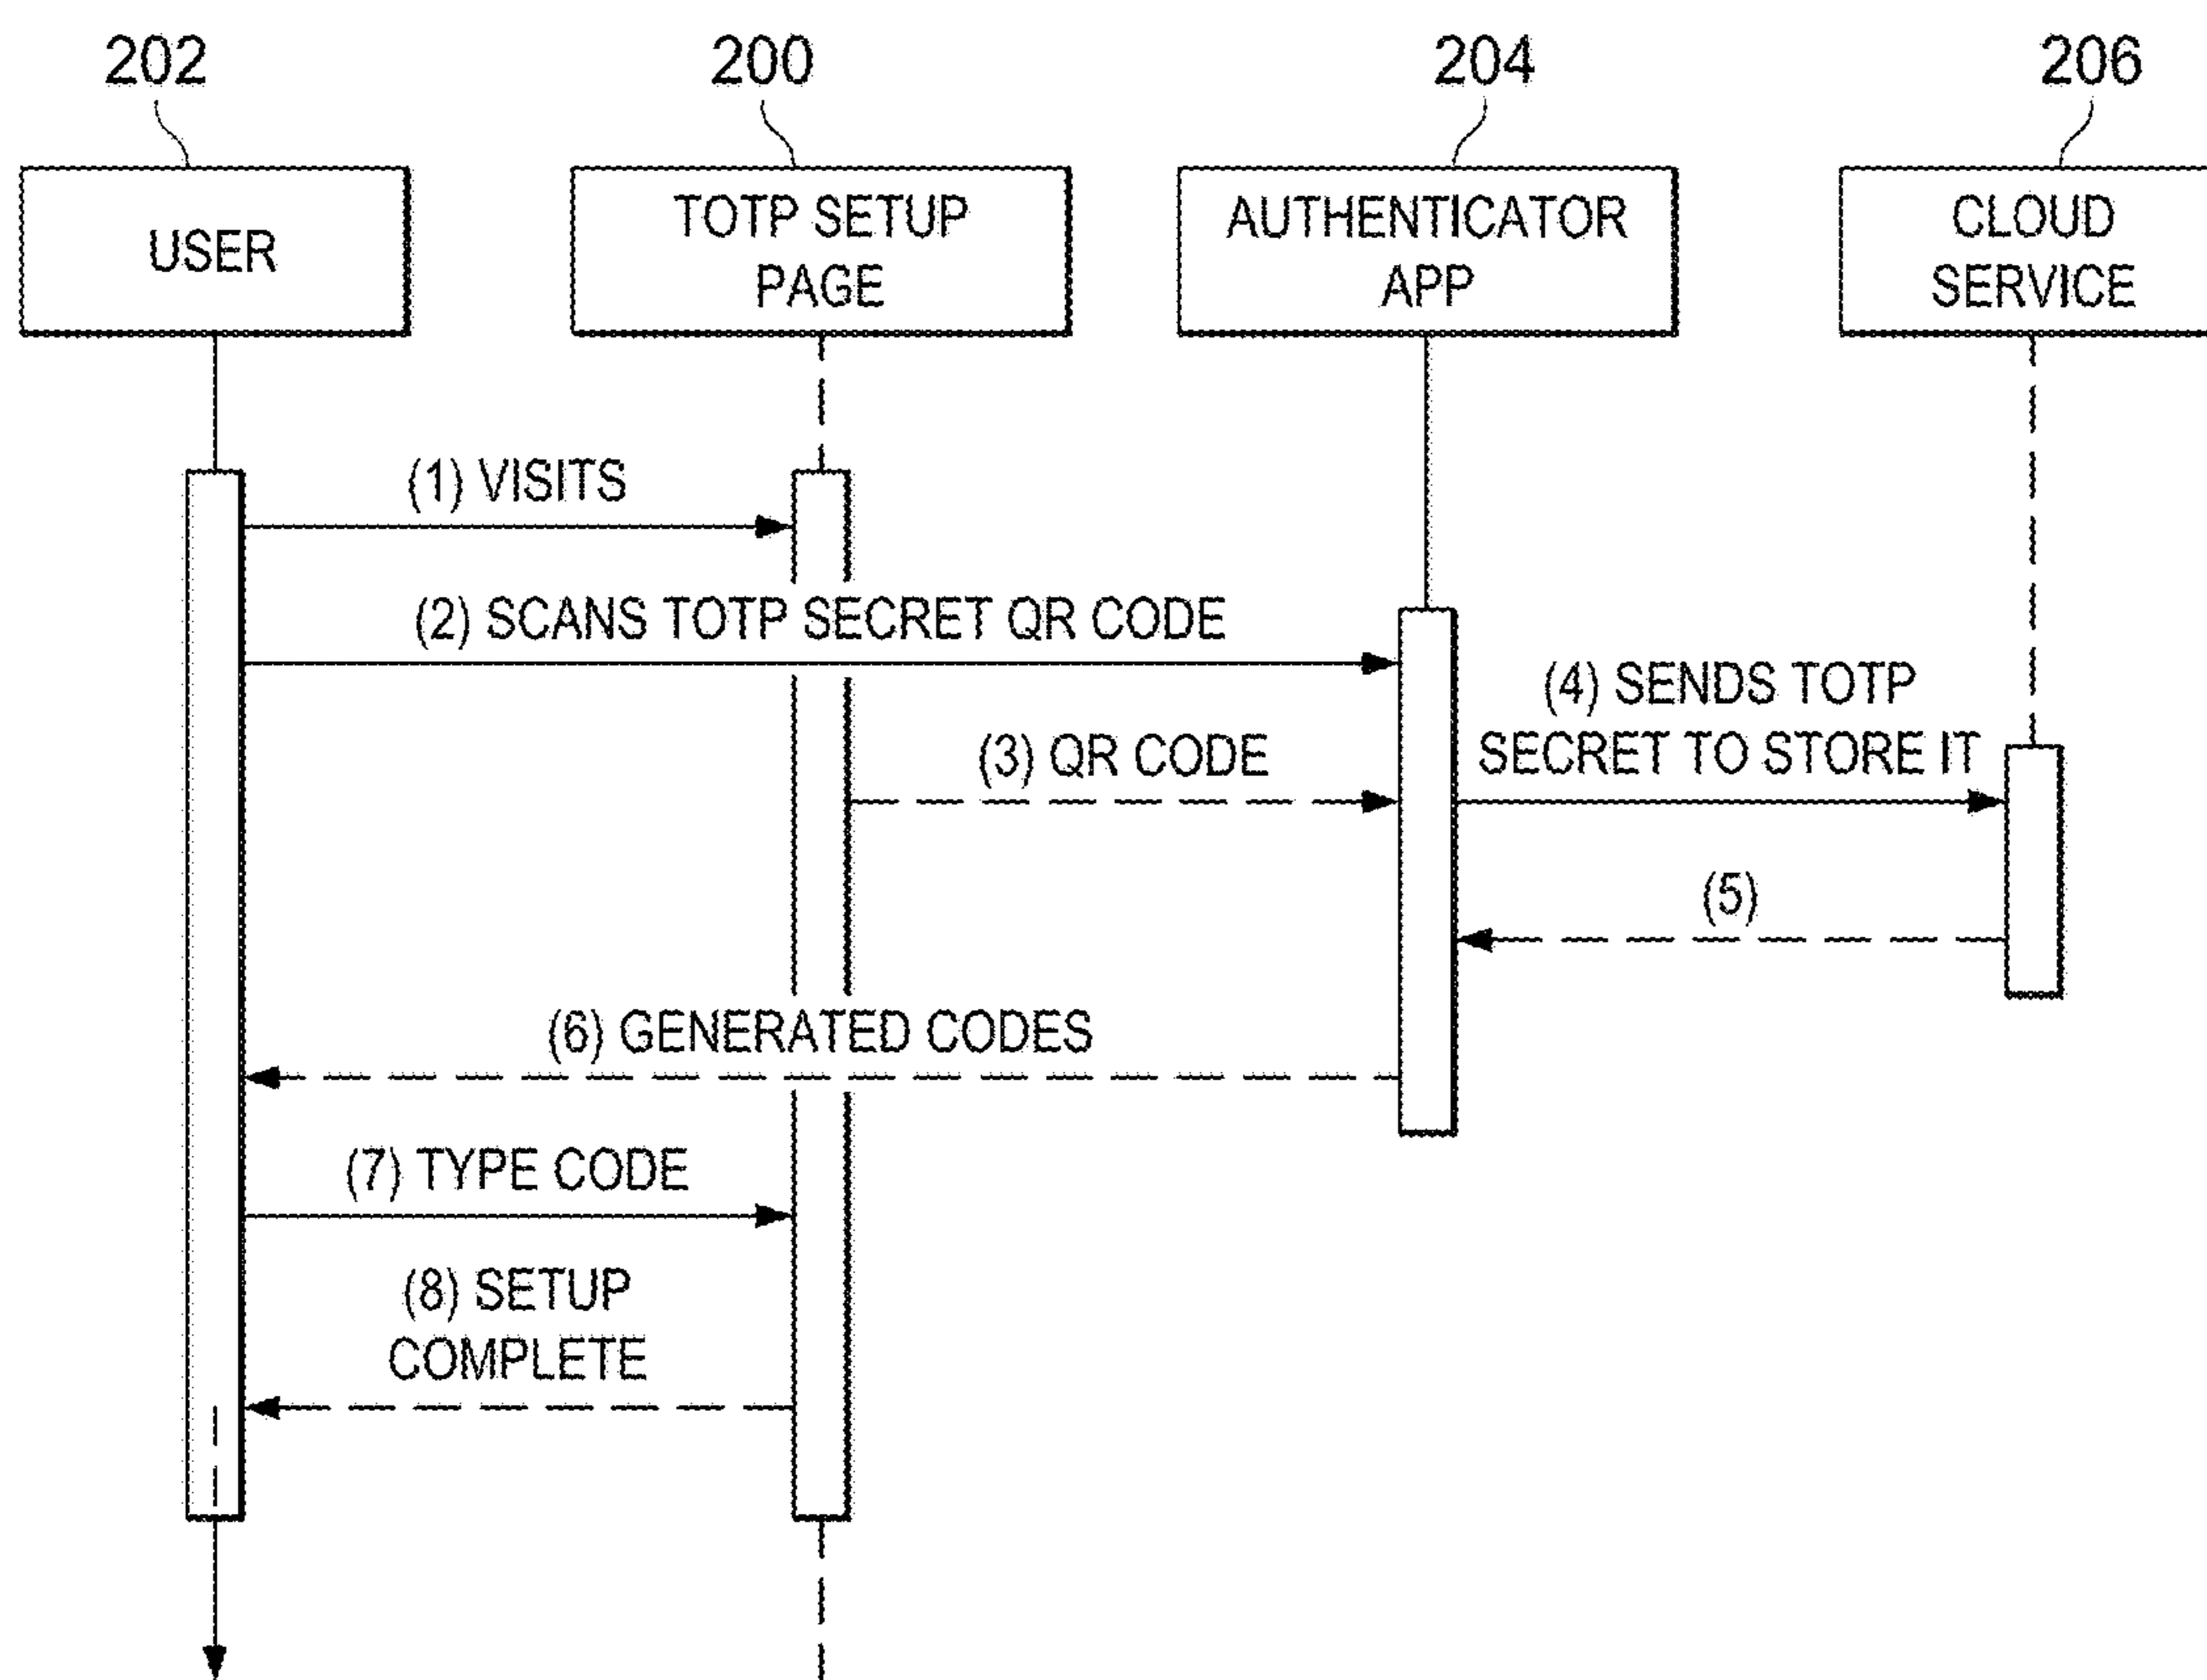 202
200
204
206
USER
TOTP SETUP
PAGE
AUTHENTICATOR
APP
CLOUD
SERVICE
(1) VISITS
(2) SCANS TOTP SECRET QR CODE
(3) QR CODE
(4) SENDS TOTP
SECRET TO STORE IT
(5)
(6) GENERATED CODES
(7) TYPE CODE
(8) SETUP
COMPLETE